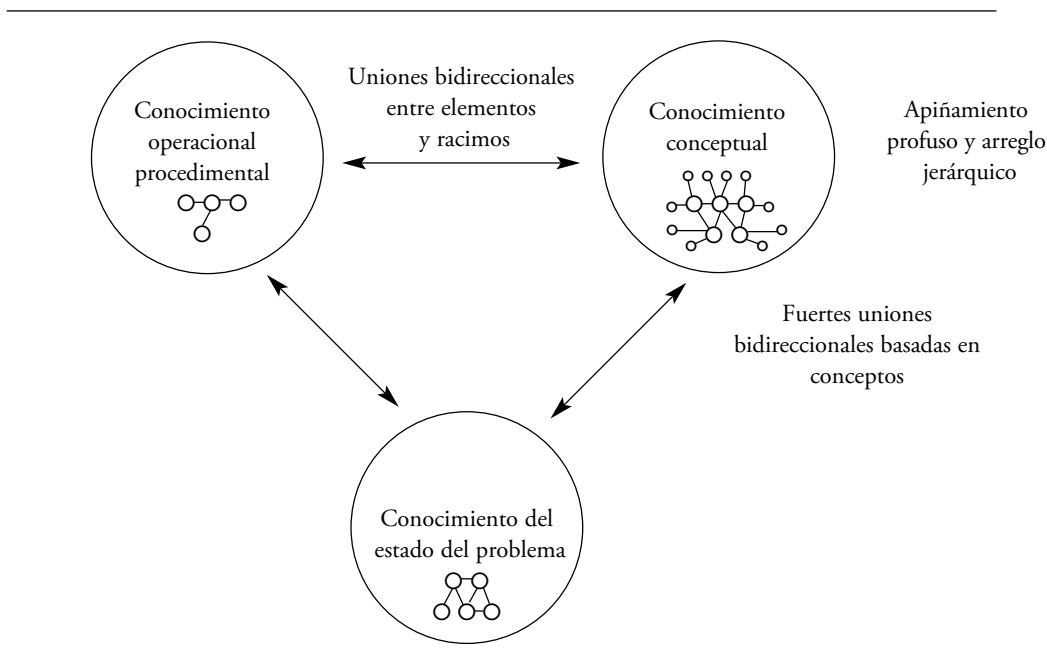 Conocimiento
operacional
procedimental
Uniones bidireccionales
entre elementos
y racimos
Conocimiento
conceptual
Apiñamiento
profuso y arreglo
jerárquico
Fuertes uniones
bidireccionales basadas en
conceptos
Conocimiento del
estado del problema